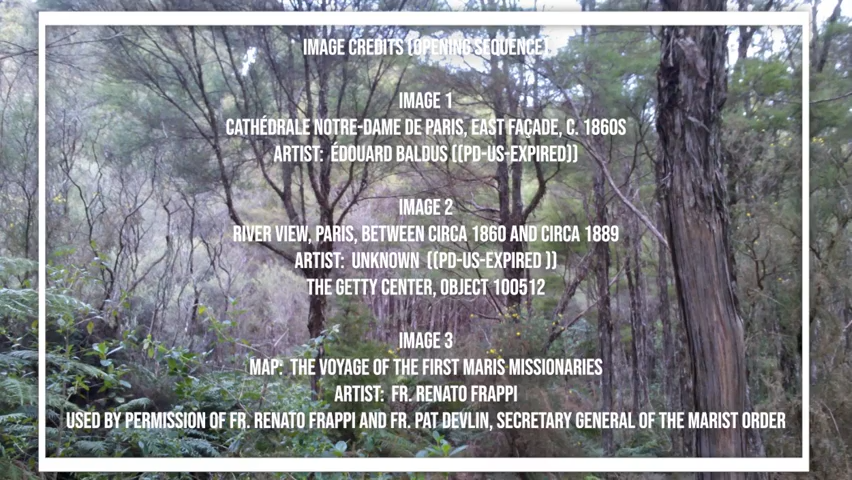 IMAGE CREDITS (OPENING SEQUENCE)
IMAGE 1
CATHÉDRALE NOTRE-DAME DE PARIS, EAST FAÇADE, C. 1860S
ARTIST: ÉDOUARD BALDUS ((PD-US-EXPIRED))
IMAGE 2
RIVER VIEW, PARIS, BETWEEN CIRCA 1860 AND CIRCA 1889
ARTIST: UNKNOWN ((PD-US-EXPIRED ))
THE GETTY CENTER, OBJECT 100512
IMAGE 3
MAP: THE VOYAGE OF THE FIRST MARIS MISSIONARIES
ARTIST: FR. RENATO FRAPPI
USED BY PERMISSION OF FR. RENATO FRAPPI AND FR. PAT DEVLIN, SECRETARY GENERAL OF THE MARIST ORDER